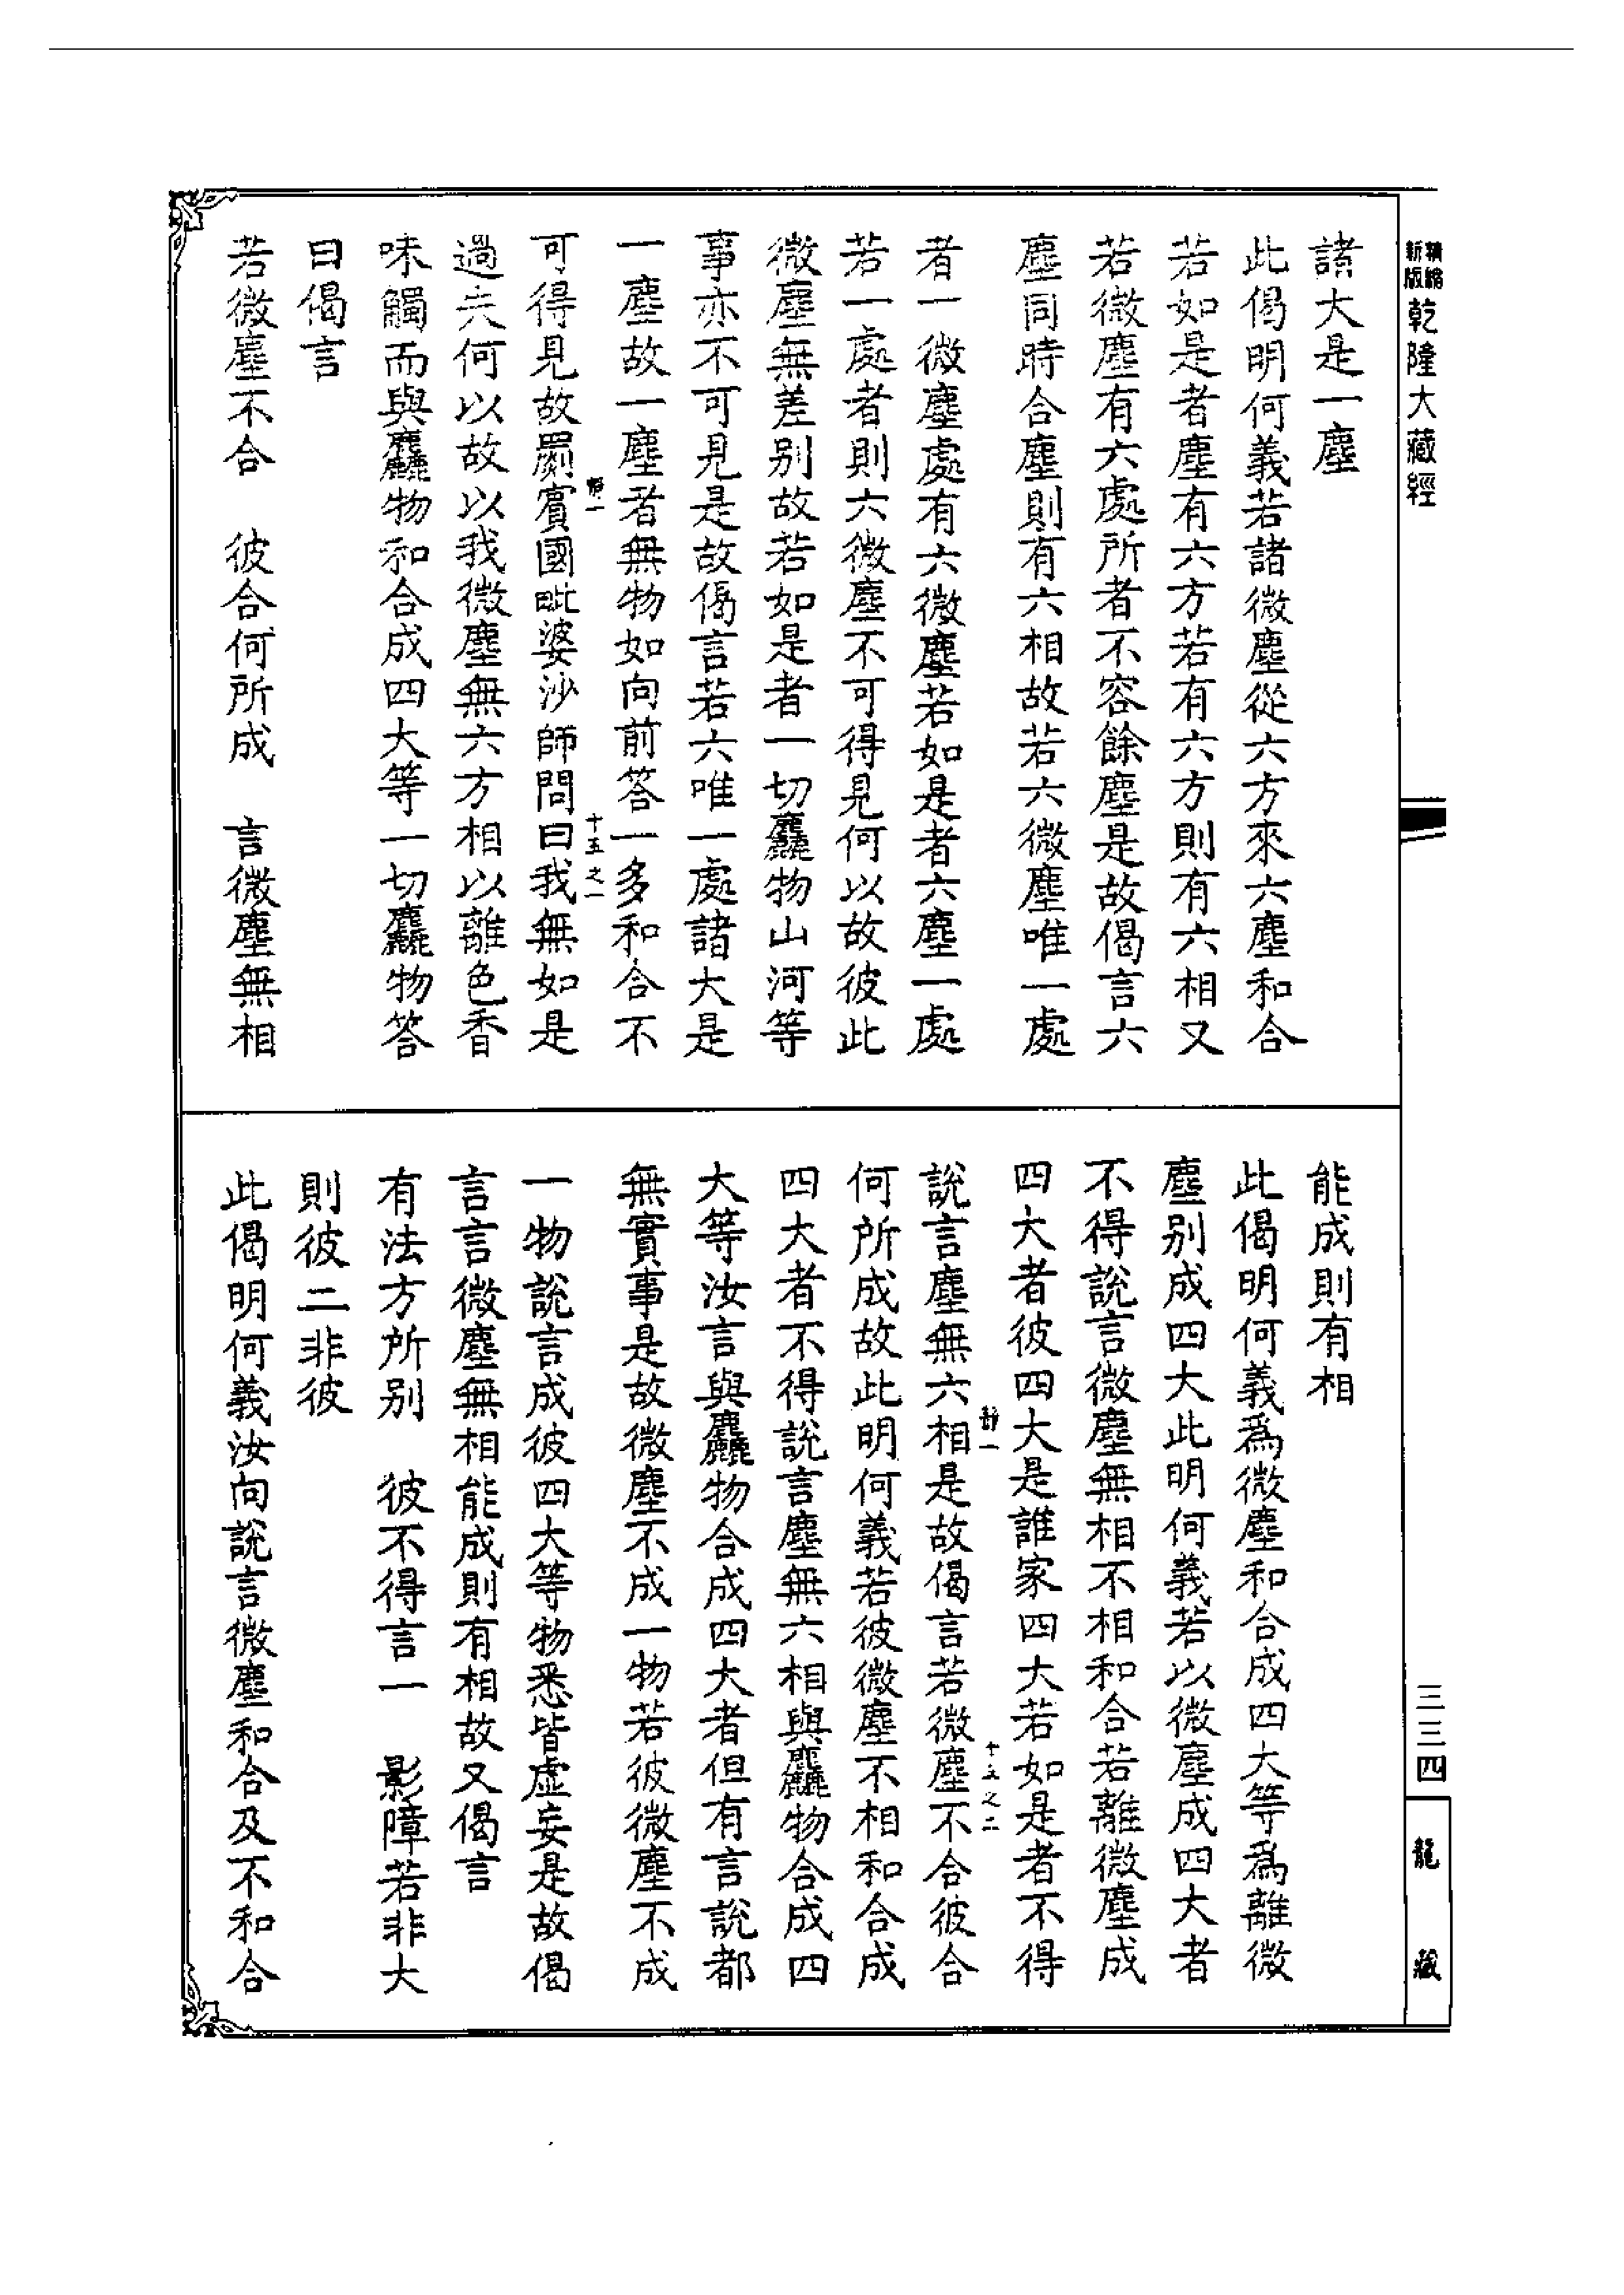 精縮新版 乾隆大藏經
諸大是一塵
此偈明何義若諸微塵從六方來六塵和合
若如是者塵有六方若有六方則有六相又
若微塵有六處所者不容餘塵是故偈言六
塵同時合塵則有六相故若六微塵唯一處
者一微塵處有六微塵若如是者六塵一處
若一處者則六微塵不可得見何以故彼此
微塵無差别故若如是者一切麤物山河等
事亦不可見是故偈言若六唯一處諸大是
一塵故一塵者無物如向前答一多和合不
可得見故罽賓國毗婆沙師問曰我無如是
十五之一
過失何以故以我微塵無六方相以離色香
味觸而與麤物和合成四大等一切麤物答
曰偈言
若微塵不合　彼合何所成　言微塵無相
能成則有相
此偈明何義爲微塵和合成四大等爲離微
塵别成四大此明何義若以微塵成四大者
不得說言微塵無相不相和合若離微塵成
四大者彼四大是誰家四大若如是者不得
說言塵無六相是故偈言若微塵不合彼合
十五之二
何所成故此明何義若彼微塵不相和合成
四大者不得說言塵無六相與麤物合成四
大等汝言與麤物合成四大者但有言說都
無實事是故微塵不成一物若彼微塵不成
一物說言成彼四大等物悉皆虛妄是故偈
言言微塵無相能成則有相故又偈言
有法方所别　彼不得言一　影障若非大
則彼二非彼
此偈明何義汝向說言微塵和合及不和合
三三四
龍藏